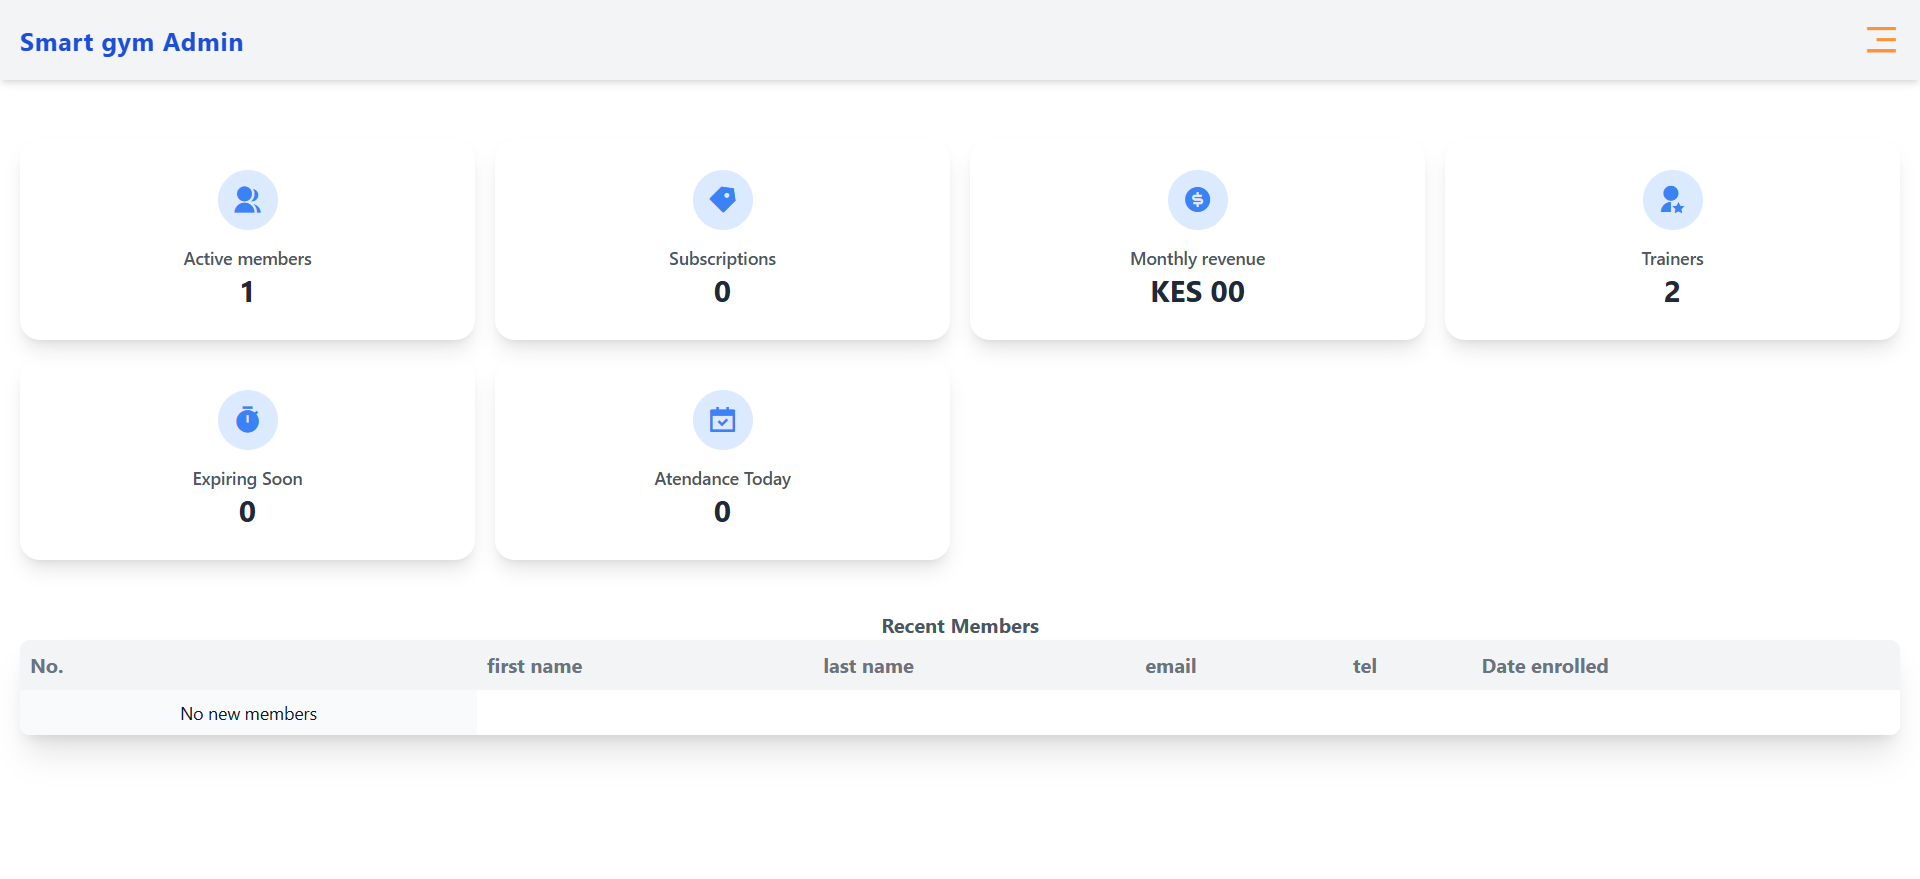 Smart gym Admin
Active members
1
Subscriptions
0
Monthly revenue
KES 00
Trainers
2
Expiring Soon
0
Atendance Today
0
Recent Members
No. first name last name email tel Date enrolled
No new members